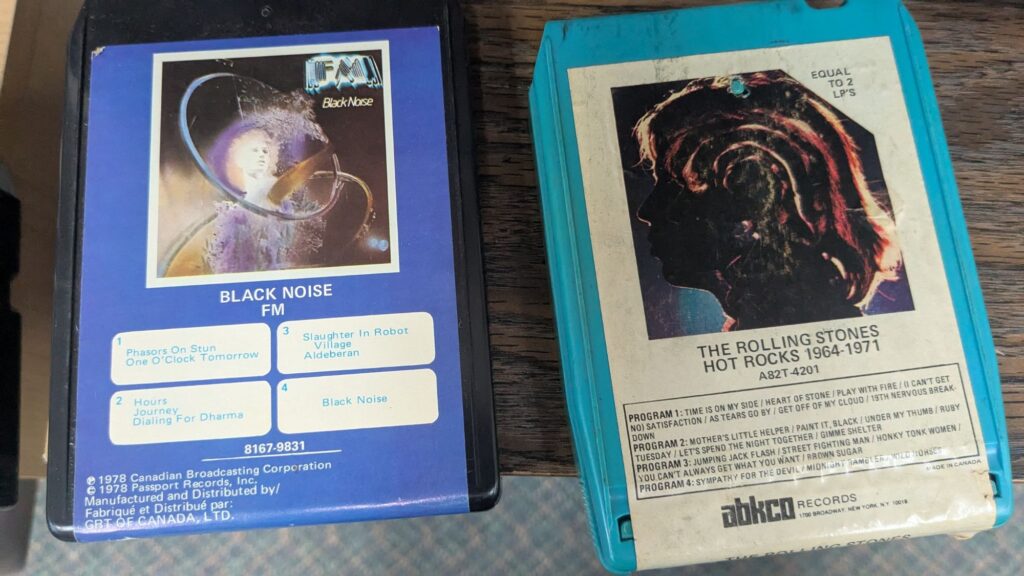 FM
Black Noise
BLACK NOISE
FM
1
Phasors On Stun
One O'Clock Tomorrow
2
Hours
Journey
Dialing For Dharma
3
Slaughter In Robot
Village
Aldeberan
4
Black Noise
8167-9831
℗ 1978 Canadian Broadcasting Corporation
© 1978 Passport Records, Inc.
Manufactured and Distributed by/
Fabriqué et Distribué par:
GRT OF CANADA, LTD.
EQUAL
TO 2
LP'S
THE ROLLING STONES
HOT ROCKS 1964-1971
A82T-4201
PROGRAM 1: TIME IS ON MY SIDE / HEART OF STONE / PLAY WITH FIRE / (I CAN'T GET
NO) SATISFACTION / AS TEARS GO BY / GET OFF OF MY CLOUD / 19TH NERVOUS BREAK-
DOWN
PROGRAM 2: MOTHER'S LITTLE HELPER / PAINT IT, BLACK / UNDER MY THUMB / RUBY
TUESDAY / LET'S SPEND THE NIGHT TOGETHER / GIMME SHELTER
PROGRAM 3: JUMPING JACK FLASH / STREET FIGHTING MAN / HONKY TONK WOMEN /
YOU CAN'T ALWAYS GET WHAT YOU WANT / BROWN SUGAR
PROGRAM 4: SYMPATHY FOR THE DEVIL / MIDNIGHT RAMBLER / WILD HORSES
MADE IN CANADA
abkco RECORDS
1700 BROADWAY, NEW YORK, N.Y. 10019
THE ROLLING STONES